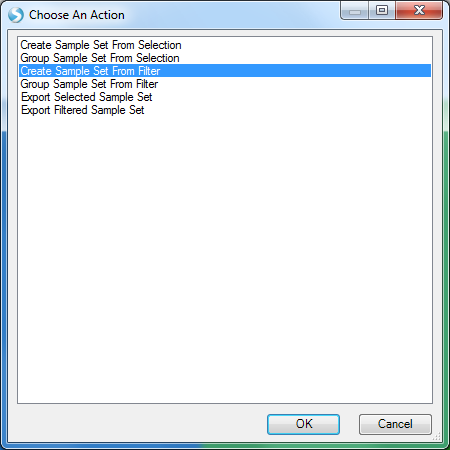 Choose An Action
Create Sample Set From Selection
Group Sample Set From Selection
Create Sample Set From Filter
Group Sample Set From Filter
Export Selected Sample Set
Export Filtered Sample Set
OK
Cancel